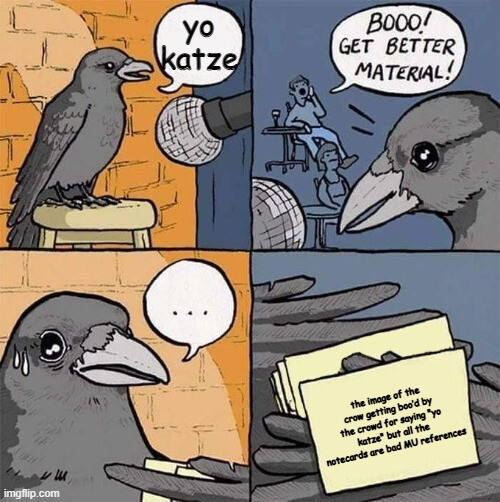 yo
katze
BOOO!
GET BETTER
MATERIAL!
. . .
the image of the
crow getting boo'd by
the crowd for saying "yo
katze" but all the
notecards are bad MU references
imgflip.com